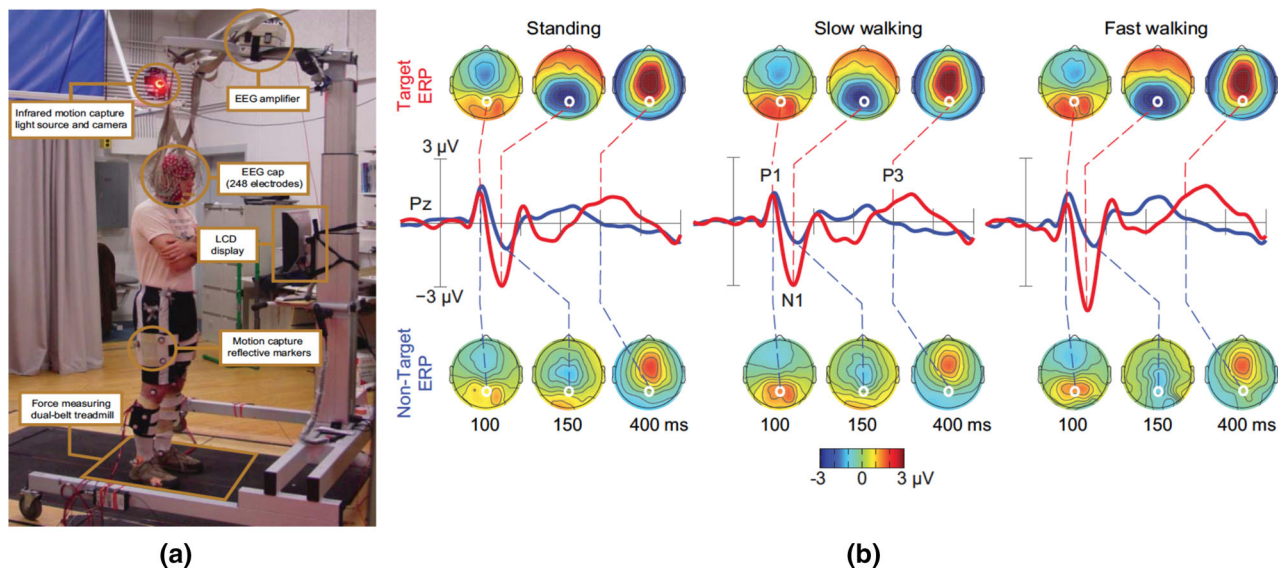 Infrared motion capture
light source and camera
EEG amplifier
EEG cap
(248 electrodes)
LCD
display
Motion capture
reflective markers
Force measuring
dual-belt treadmill
(a)
Standing
Slow walking
Fast walking
Target
ERP
3 µV
Pz
−3 µV
P1
P3
N1
Non-Target
ERP
100
150
400 ms
100
150
400 ms
100
150
400 ms
-3
0
3 µV
(b)